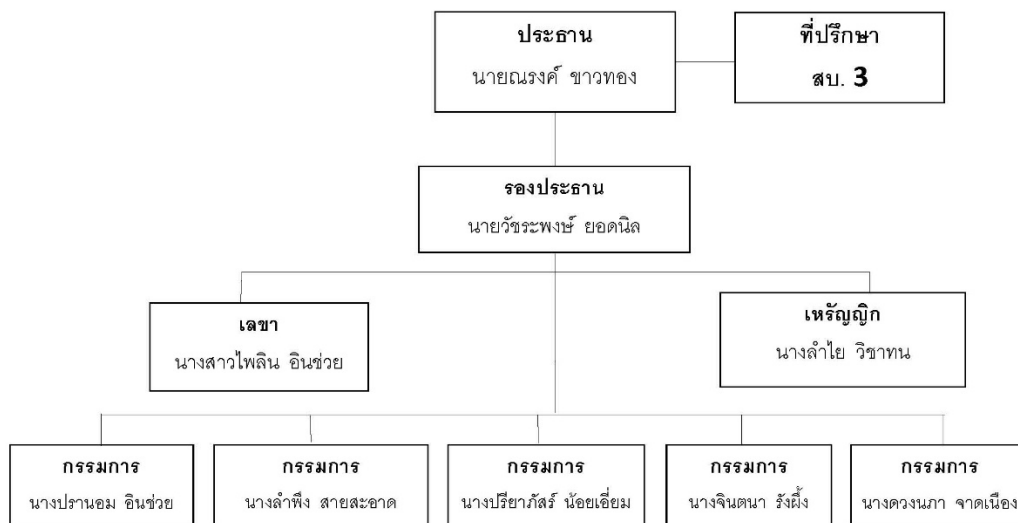 ประธาน
นายณรงค์ ขาวทอง
ที่ปรึกษา
สบ. 3
รองประธาน
นายวัชระพงษ์ ยอดนิล
เลขา
นางสาวไพลิน อินช่วย
เหรัญญิก
นางลำไย วิชาทน
กรรมการ
นางปรานอม อินช่วย
กรรมการ
นางลำพึง สายสะอาด
กรรมการ
นางปรียาภัสร์ น้อยเอี่ยม
กรรมการ
นางจินตนา รังผึ้ง
กรรมการ
นางดวงนภา จาดเนือง